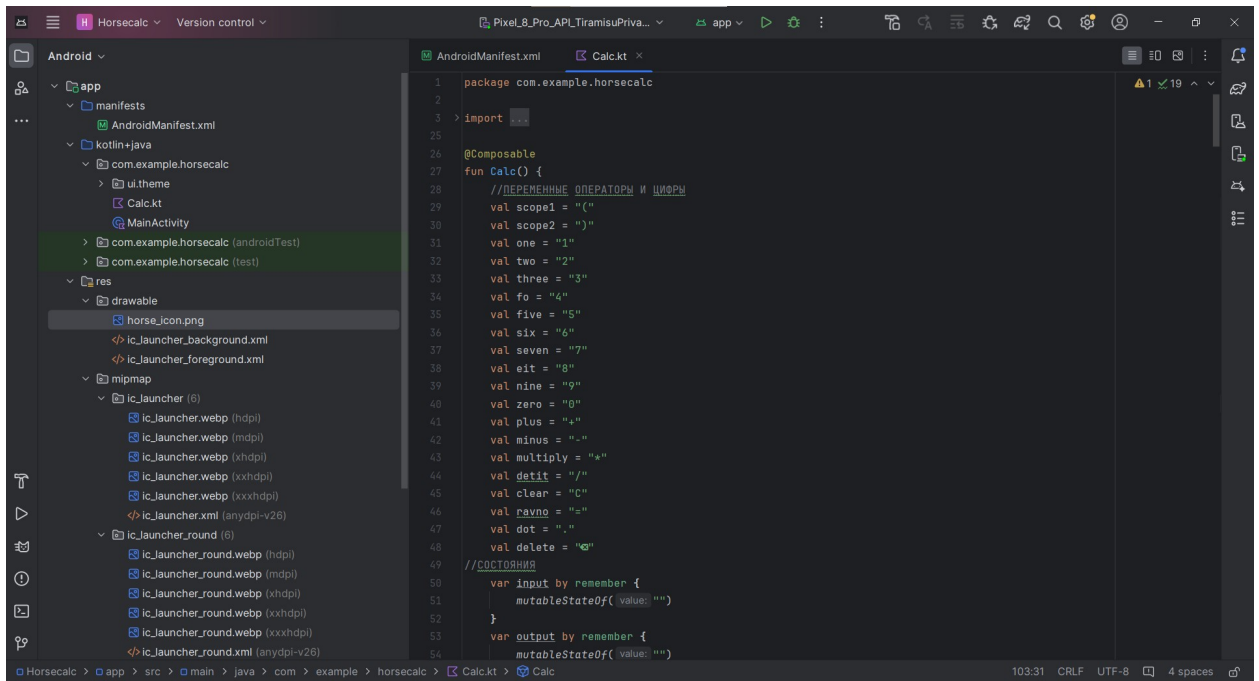 H Horsecalc Version control Pixel_8_Pro_API_TiramisuPriva... app
Android
app
manifests
AndroidManifest.xml
kotlin+java
com.example.horsecalc
ui.theme
Calc.kt
MainActivity
com.example.horsecalc (androidTest)
com.example.horsecalc (test)
res
drawable
horse_icon.png
ic_launcher_background.xml
ic_launcher_foreground.xml
mipmap
ic_launcher (6)
ic_launcher.webp (hdpi)
ic_launcher.webp (mdpi)
ic_launcher.webp (xhdpi)
ic_launcher.webp (xxhdpi)
ic_launcher.webp (xxxhdpi)
ic_launcher.xml (anydpi-v26)
ic_launcher_round (6)
ic_launcher_round.webp (hdpi)
ic_launcher_round.webp (mdpi)
ic_launcher_round.webp (xhdpi)
ic_launcher_round.webp (xxhdpi)
ic_launcher_round.webp (xxxhdpi)
ic_launcher_round.xml (anydpi-v26)
AndroidManifest.xml Calc.kt
1 19
1 package com.example.horsecalc
2
3 import ...
25
26 @Composable
27 fun Calc() {
28 //ПЕРЕМЕННЫЕ ОПЕРАТОРЫ И ЦИФРЫ
29 val scope1 = "("
30 val scope2 = ")"
31 val one = "1"
32 val two = "2"
33 val three = "3"
34 val fo = "4"
35 val five = "5"
36 val six = "6"
37 val seven = "7"
38 val eit = "8"
39 val nine = "9"
40 val zero = "0"
41 val plus = "+"
42 val minus = "-"
43 val multiply = "*"
44 val detit = "/"
45 val clear = "C"
46 val ravno = "="
47 val dot = "."
48 val delete = "⌫"
49 //СОСТОЯНИЯ
50 var input by remember {
51 mutableStateOf( value: "")
52 }
53 var output by remember {
54 mutableStateOf( value: "")
Horsecalc > app > src > main > java > com > example > horsecalc > Calc.kt > Calc 103:31 CRLF UTF-8 4 spaces